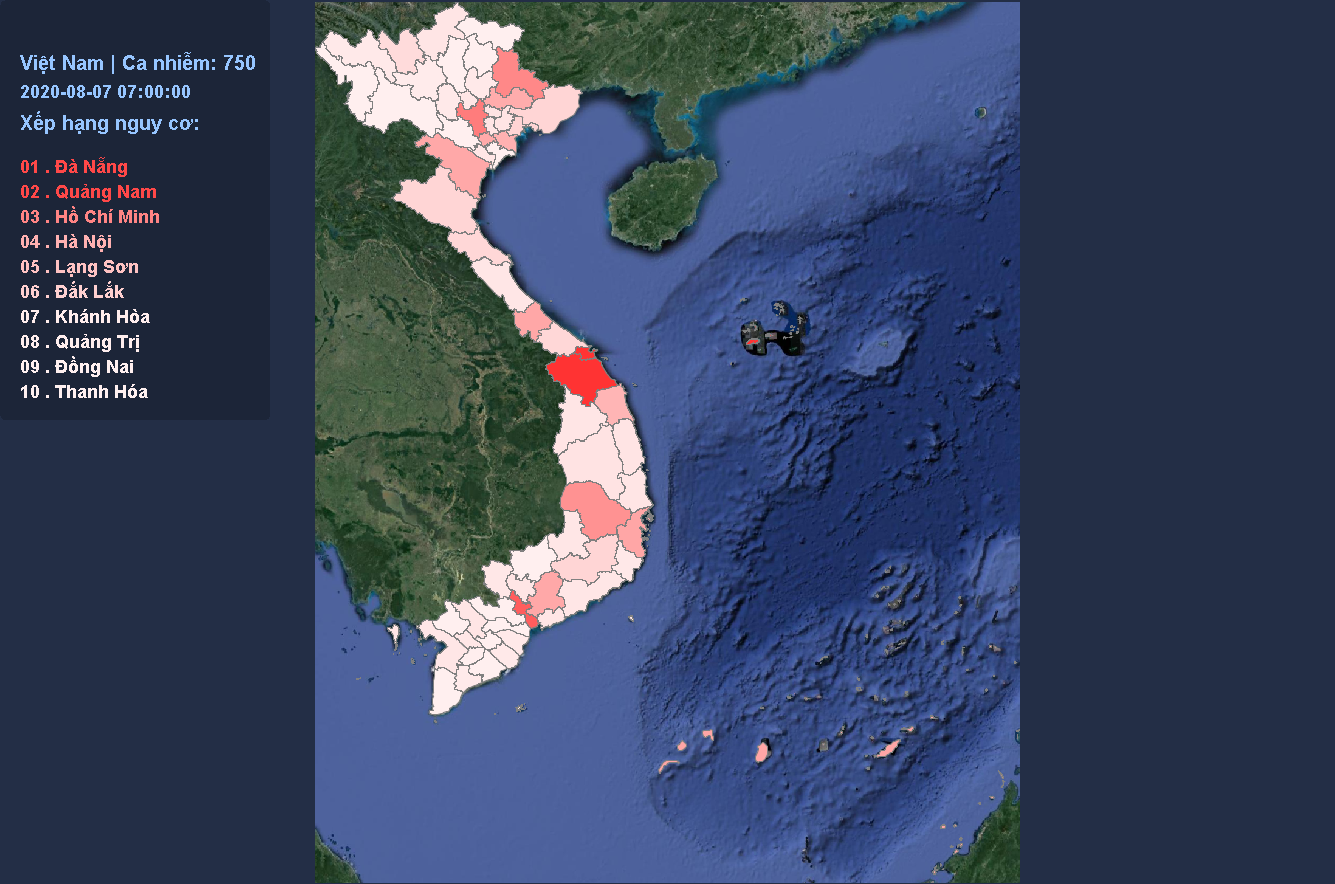 Việt Nam | Ca nhiễm: 750
2020-08-07 07:00:00
Xếp hạng nguy cơ:
01 . Đà Nẵng
02 . Quảng Nam
03 . Hồ Chí Minh
04 . Hà Nội
05 . Lạng Sơn
06 . Đắk Lắk
07 . Khánh Hòa
08 . Quảng Trị
09 . Đồng Nai
10 . Thanh Hóa